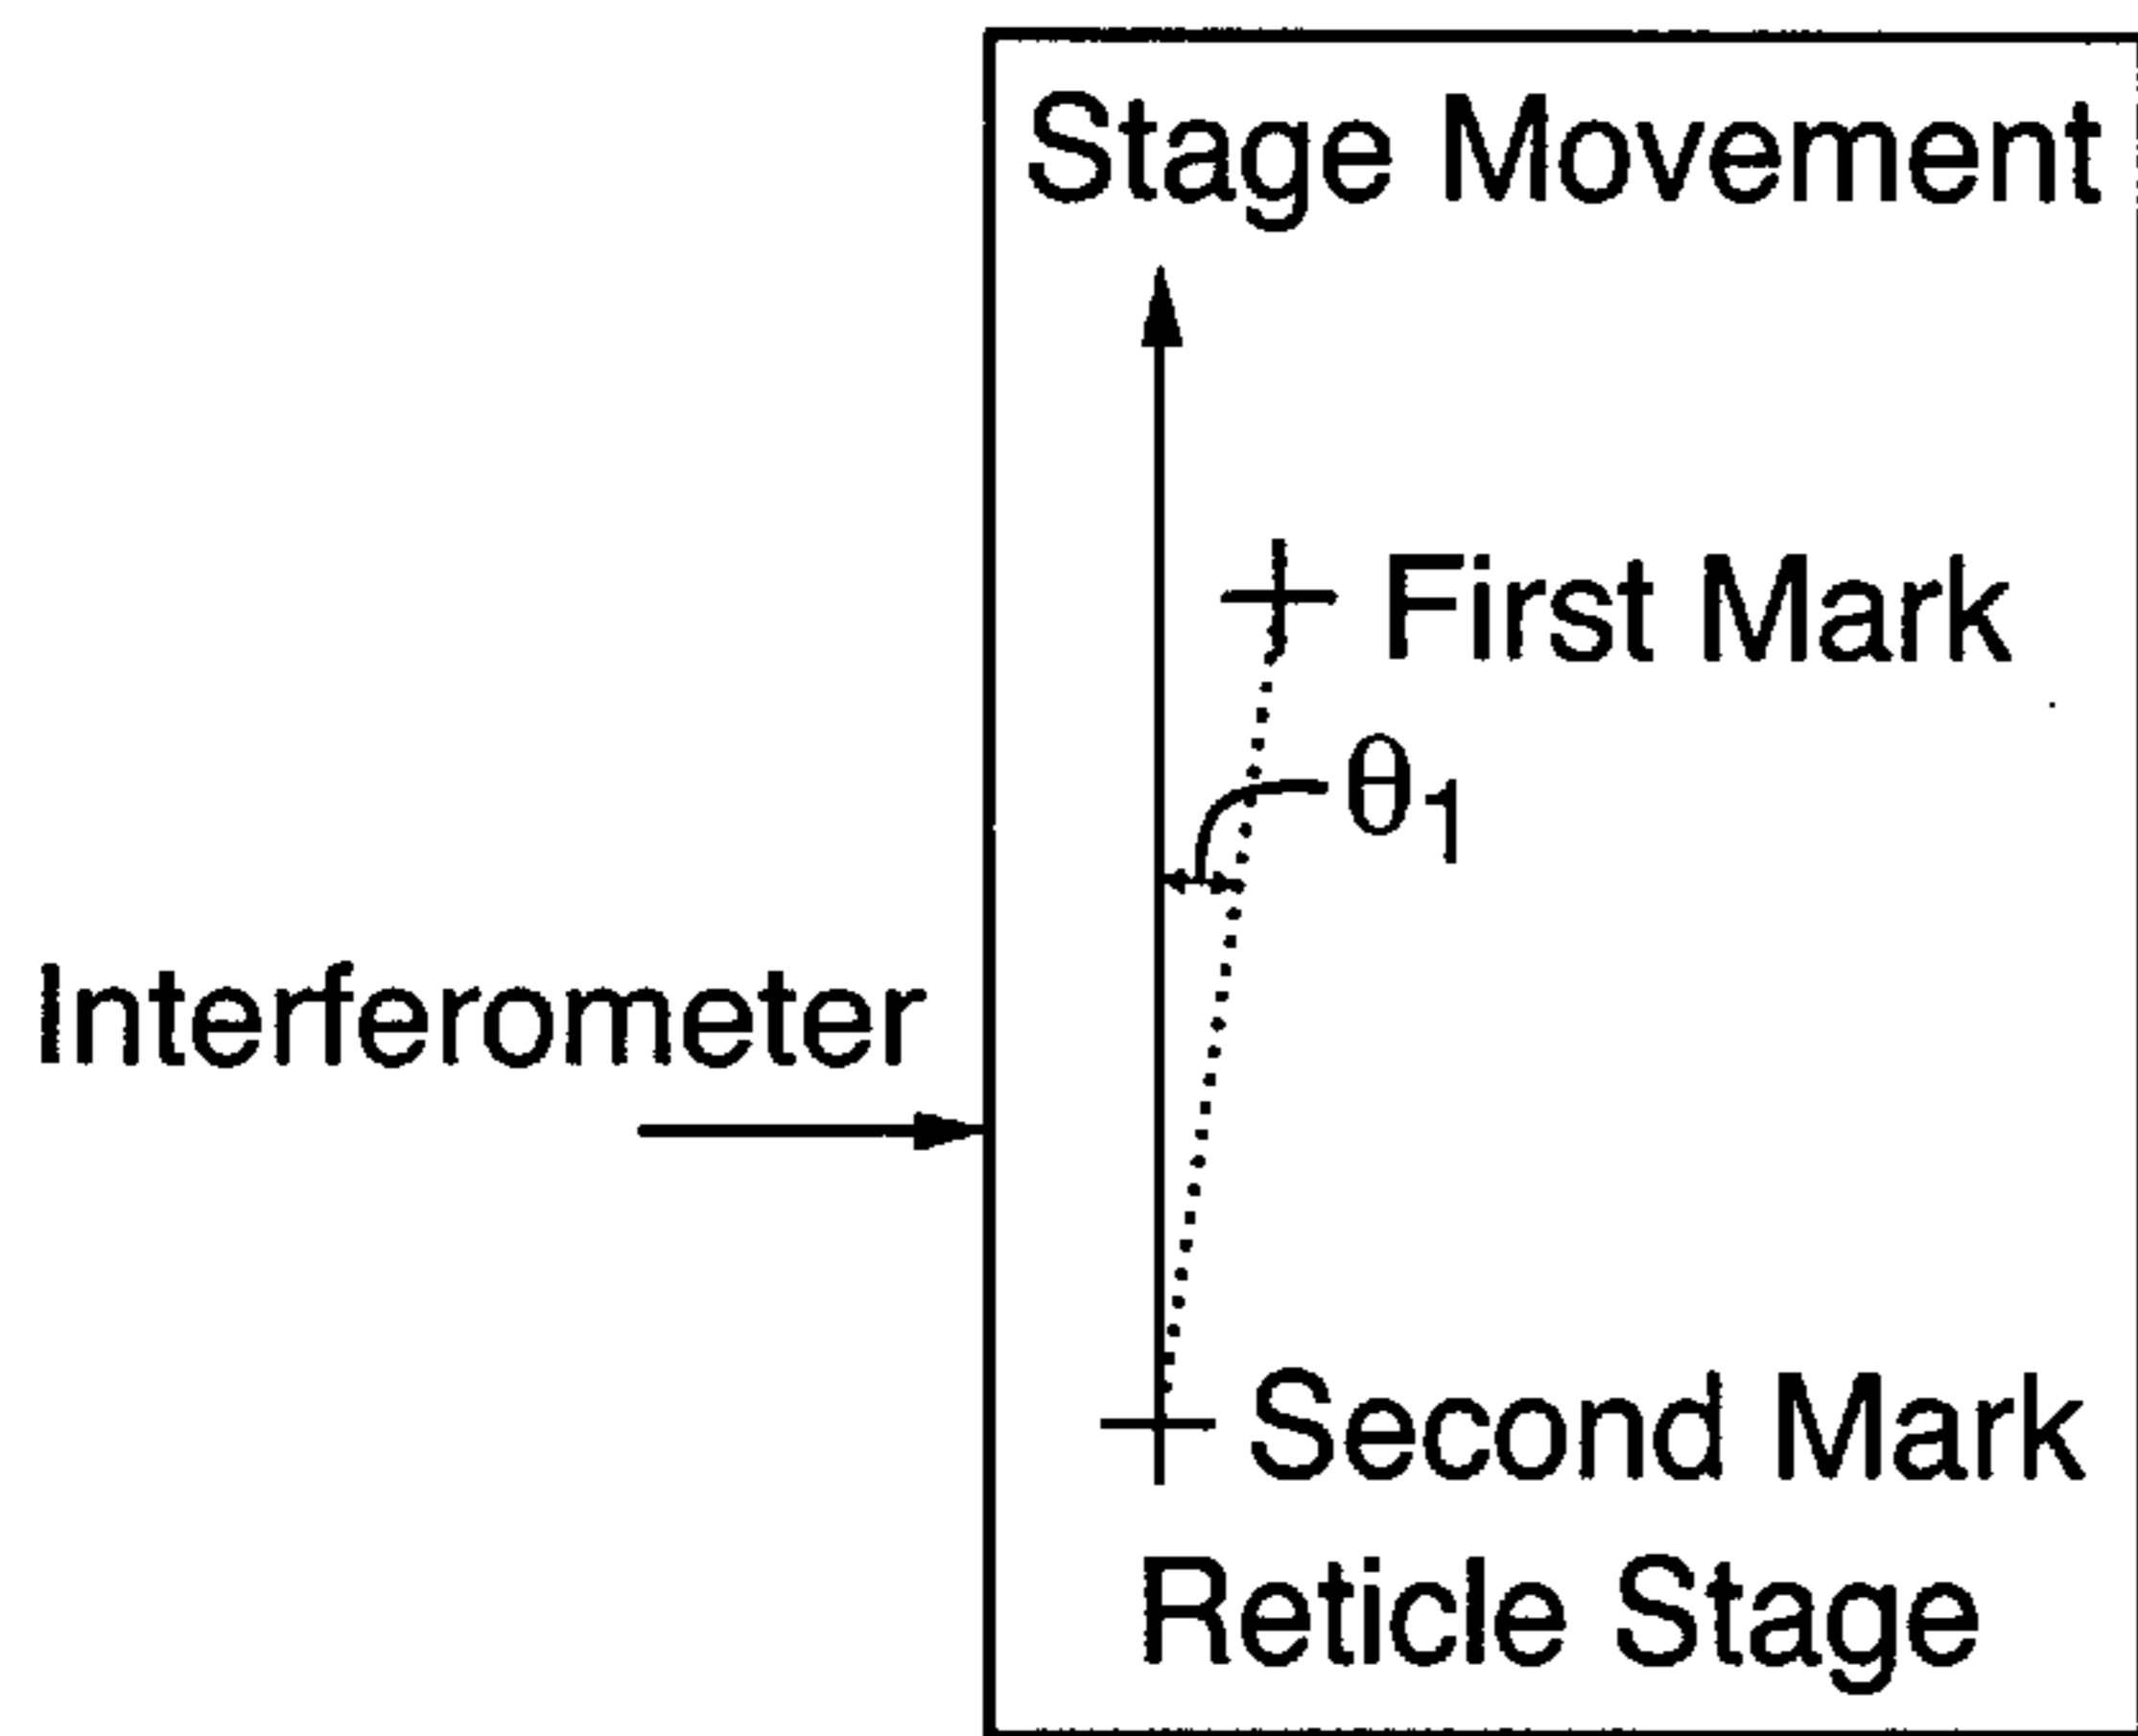 Stage Movement
First Mark
θ1
Interferometer
Second Mark
Reticle Stage